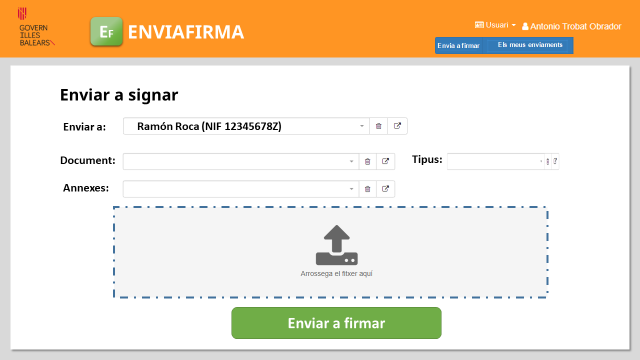 GOVERN
ILLES
BALEARS
EF ENVIAFIRMA
Usuari
Antonio Trobat Obrador
Envia a firmar
Els meus enviaments
Enviar a signar
Enviar a: Ramón Roca (NIF 12345678Z)
Document:
Tipus:
Annexes:
Arrossega el fitxer aquí
Enviar a firmar